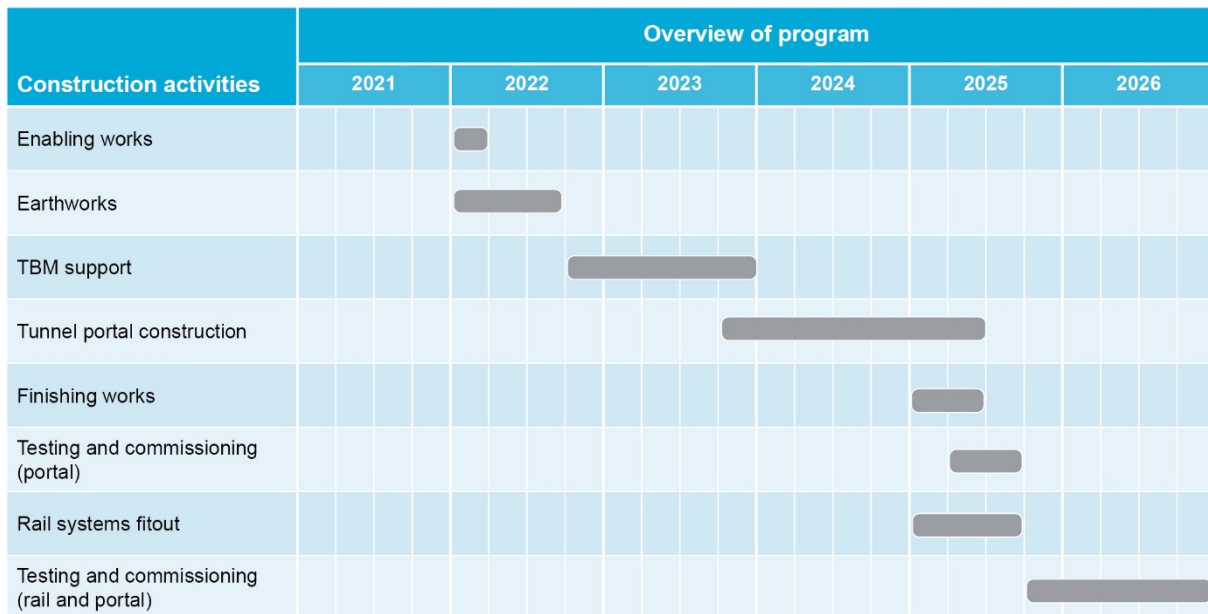 Overview of program
Construction activities
2021 2022 2023 2024 2025 2026
Enabling works
Earthworks
TBM support
Tunnel portal construction
Finishing works
Testing and commissioning
(portal)
Rail systems fitout
Testing and commissioning
(rail and portal)